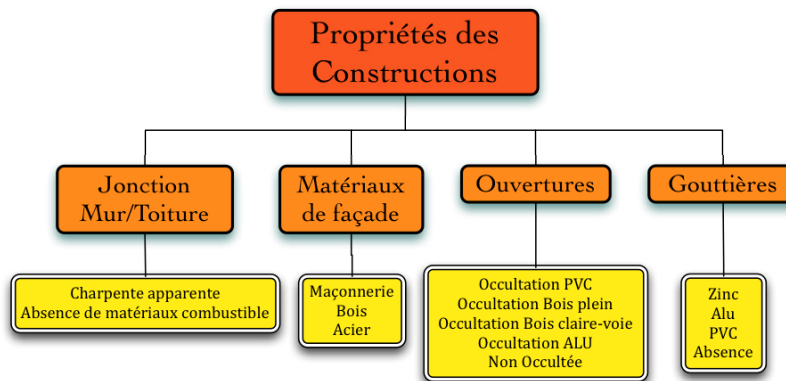 Propriétés des
Constructions
Jonction
Mur/Toiture
Matériaux
de façade
Ouvertures
Gouttières
Charpente apparente
Absence de matériaux combustible
Maçonnerie
Bois
Acier
Occultation PVC
Occultation Bois plein
Occultation Bois claire-voie
Occultation ALU
Non Occultée
Zinc
Alu
PVC
Absence